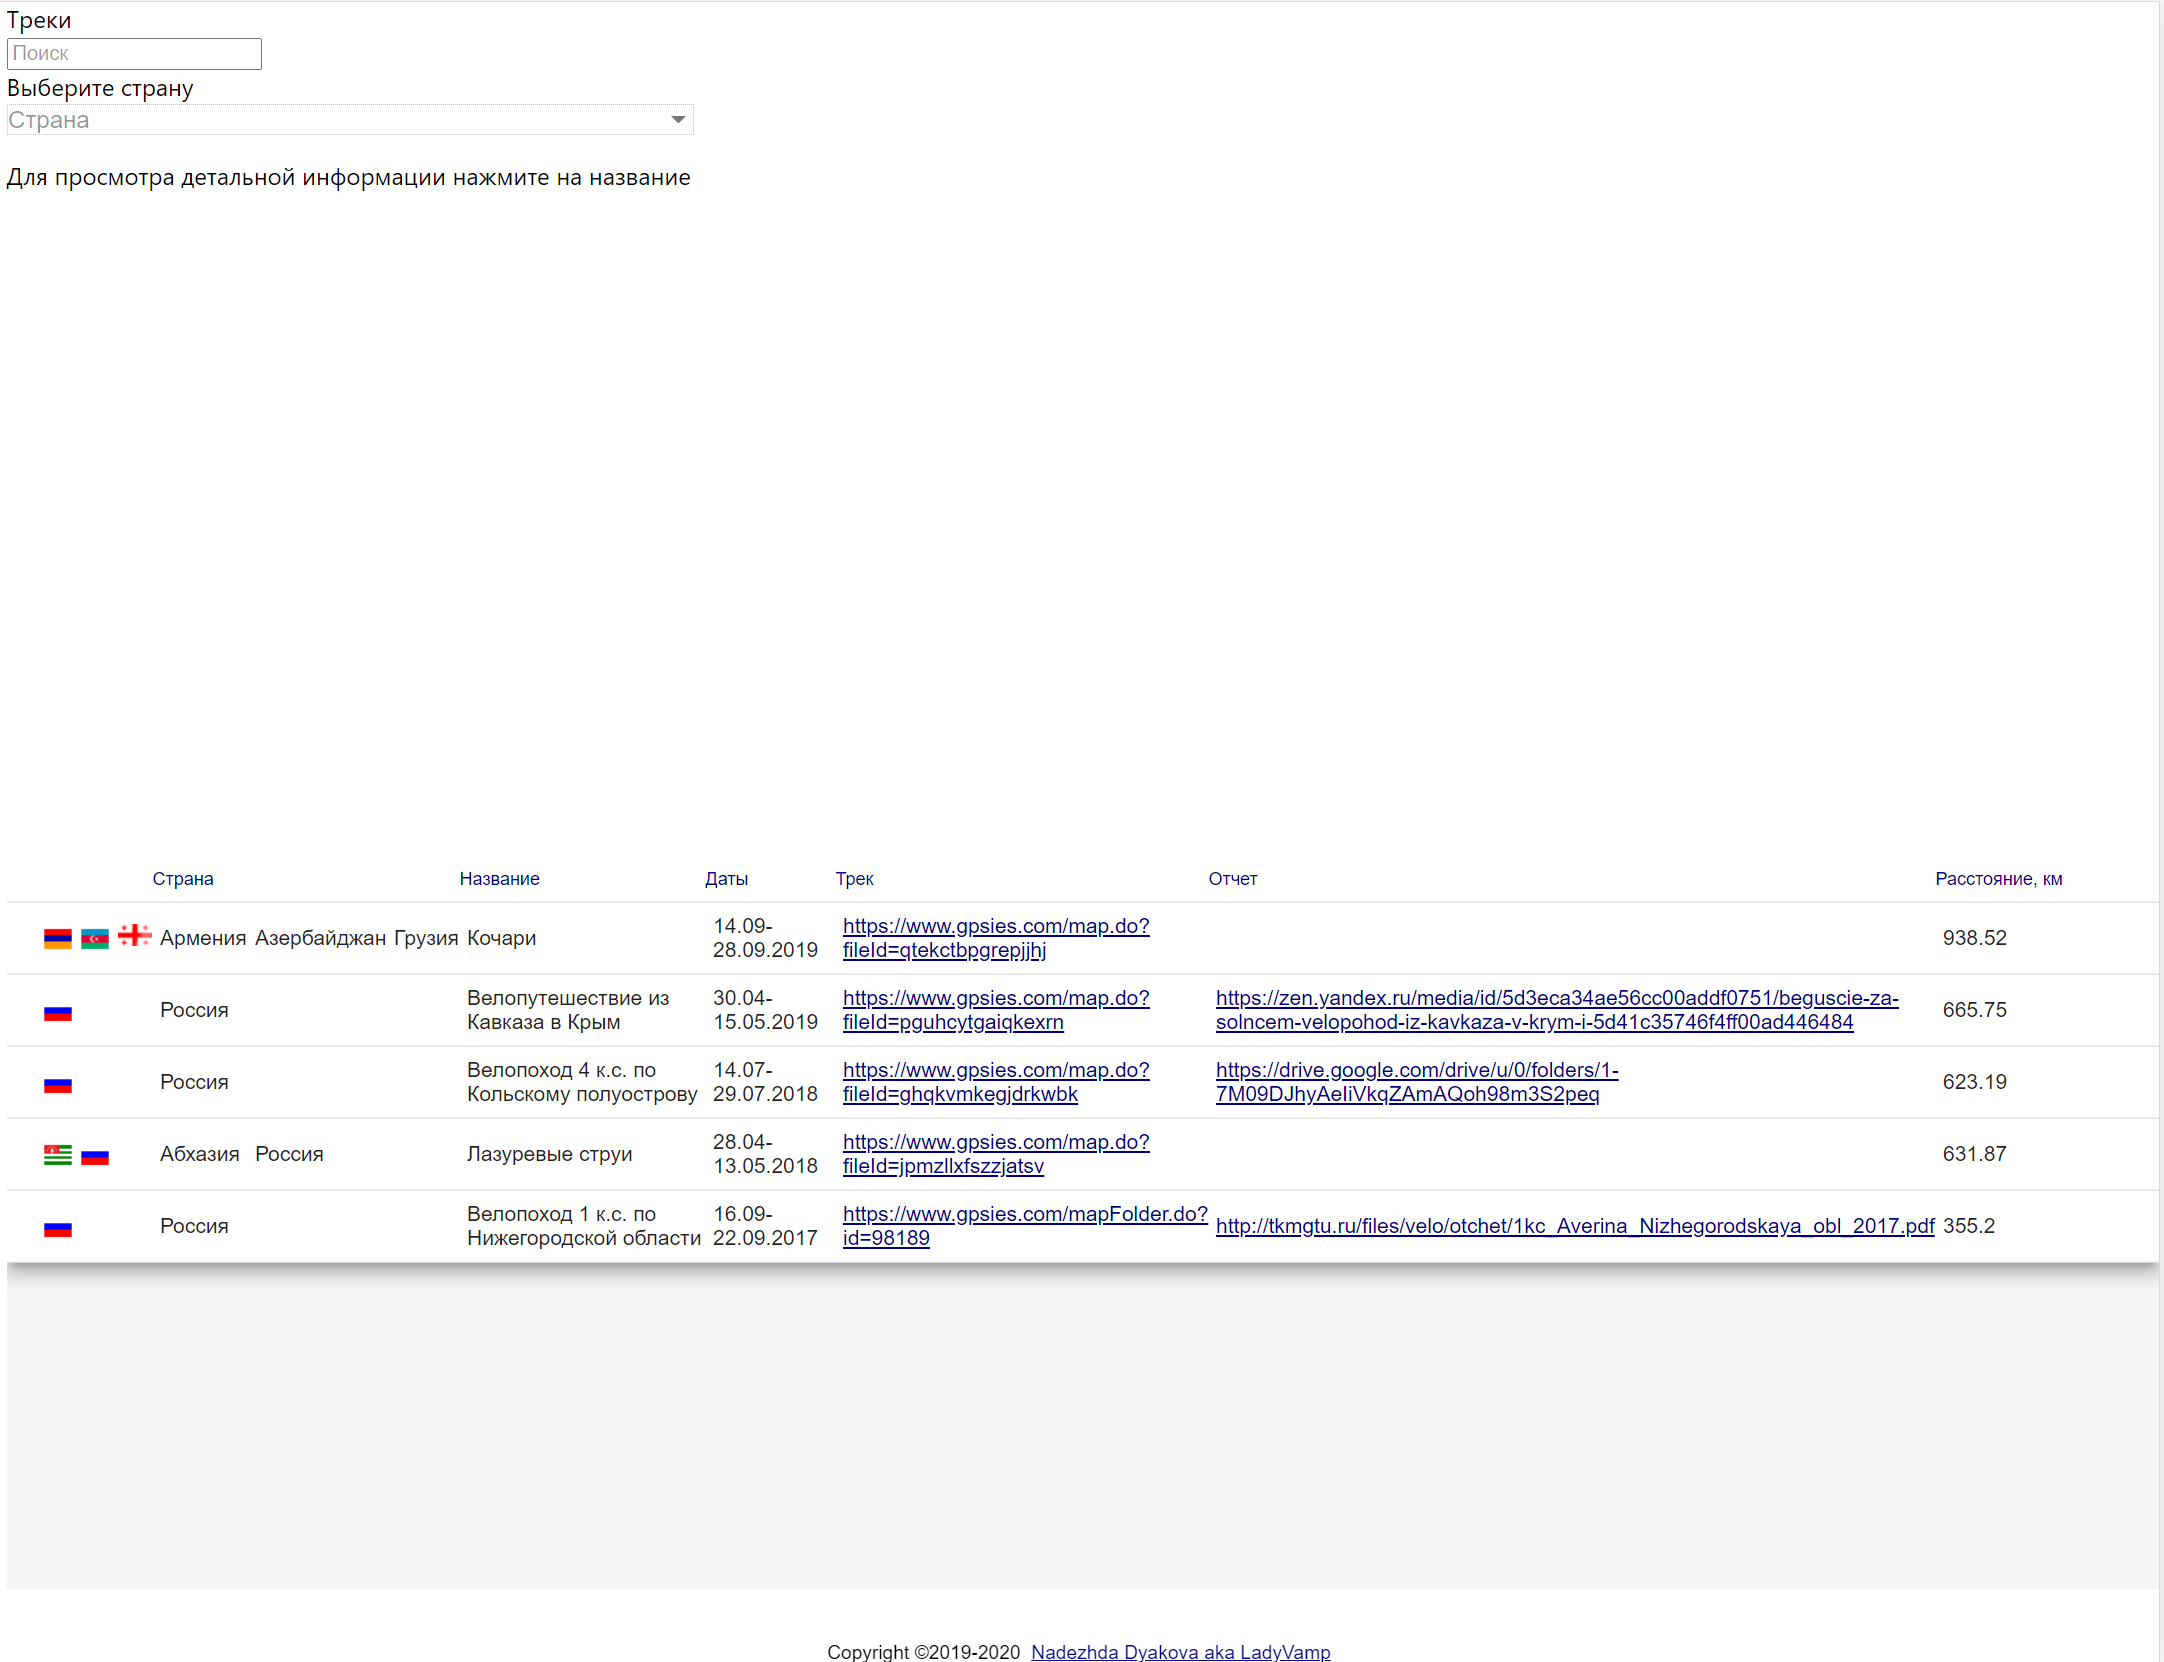 Треки
Поиск
Выберите страну
Страна
Для просмотра детальной информации нажмите на название
Страна Название Даты Трек Отчет Расстояние, км
Армения Азербайджан Грузия Кочари 14.09- https://www.gpsies.com/map.do? 938.52
28.09.2019 fileId=qtekctbpgrepjjhj
Россия Велопутешествие из 30.04- https://www.gpsies.com/map.do? https://zen.yandex.ru/media/id/5d3eca34ae56cc00addf0751/beguscie-za- 665.75
Кавказа в Крым 15.05.2019 fileId=pguhcytgaiqkexrn solncem-velopohod-iz-kavkaza-v-krym-i-5d41c35746f4ff00ad446484
Россия Велопоход 4 к.с. по 14.07- https://www.gpsies.com/map.do? https://drive.google.com/drive/u/0/folders/1- 623.19
Кольскому полуострову 29.07.2018 fileId=ghqkvmkegjdrkwbk 7M09DJhyAeIiVkqZAmAQoh98m3S2peq
Абхазия Россия Лазуревые струи 28.04- https://www.gpsies.com/map.do? 631.87
13.05.2018 fileId=jpmzllxfszzjatsv
Россия Велопоход 1 к.с. по 16.09- https://www.gpsies.com/mapFolder.do? http://tkmgtu.ru/files/velo/otchet/1kc_Averina_Nizhegorodskaya_obl_2017.pdf 355.2
Нижегородской области 22.09.2017 id=98189
Copyright ©2019-2020 Nadezhda Dyakova aka LadyVamp